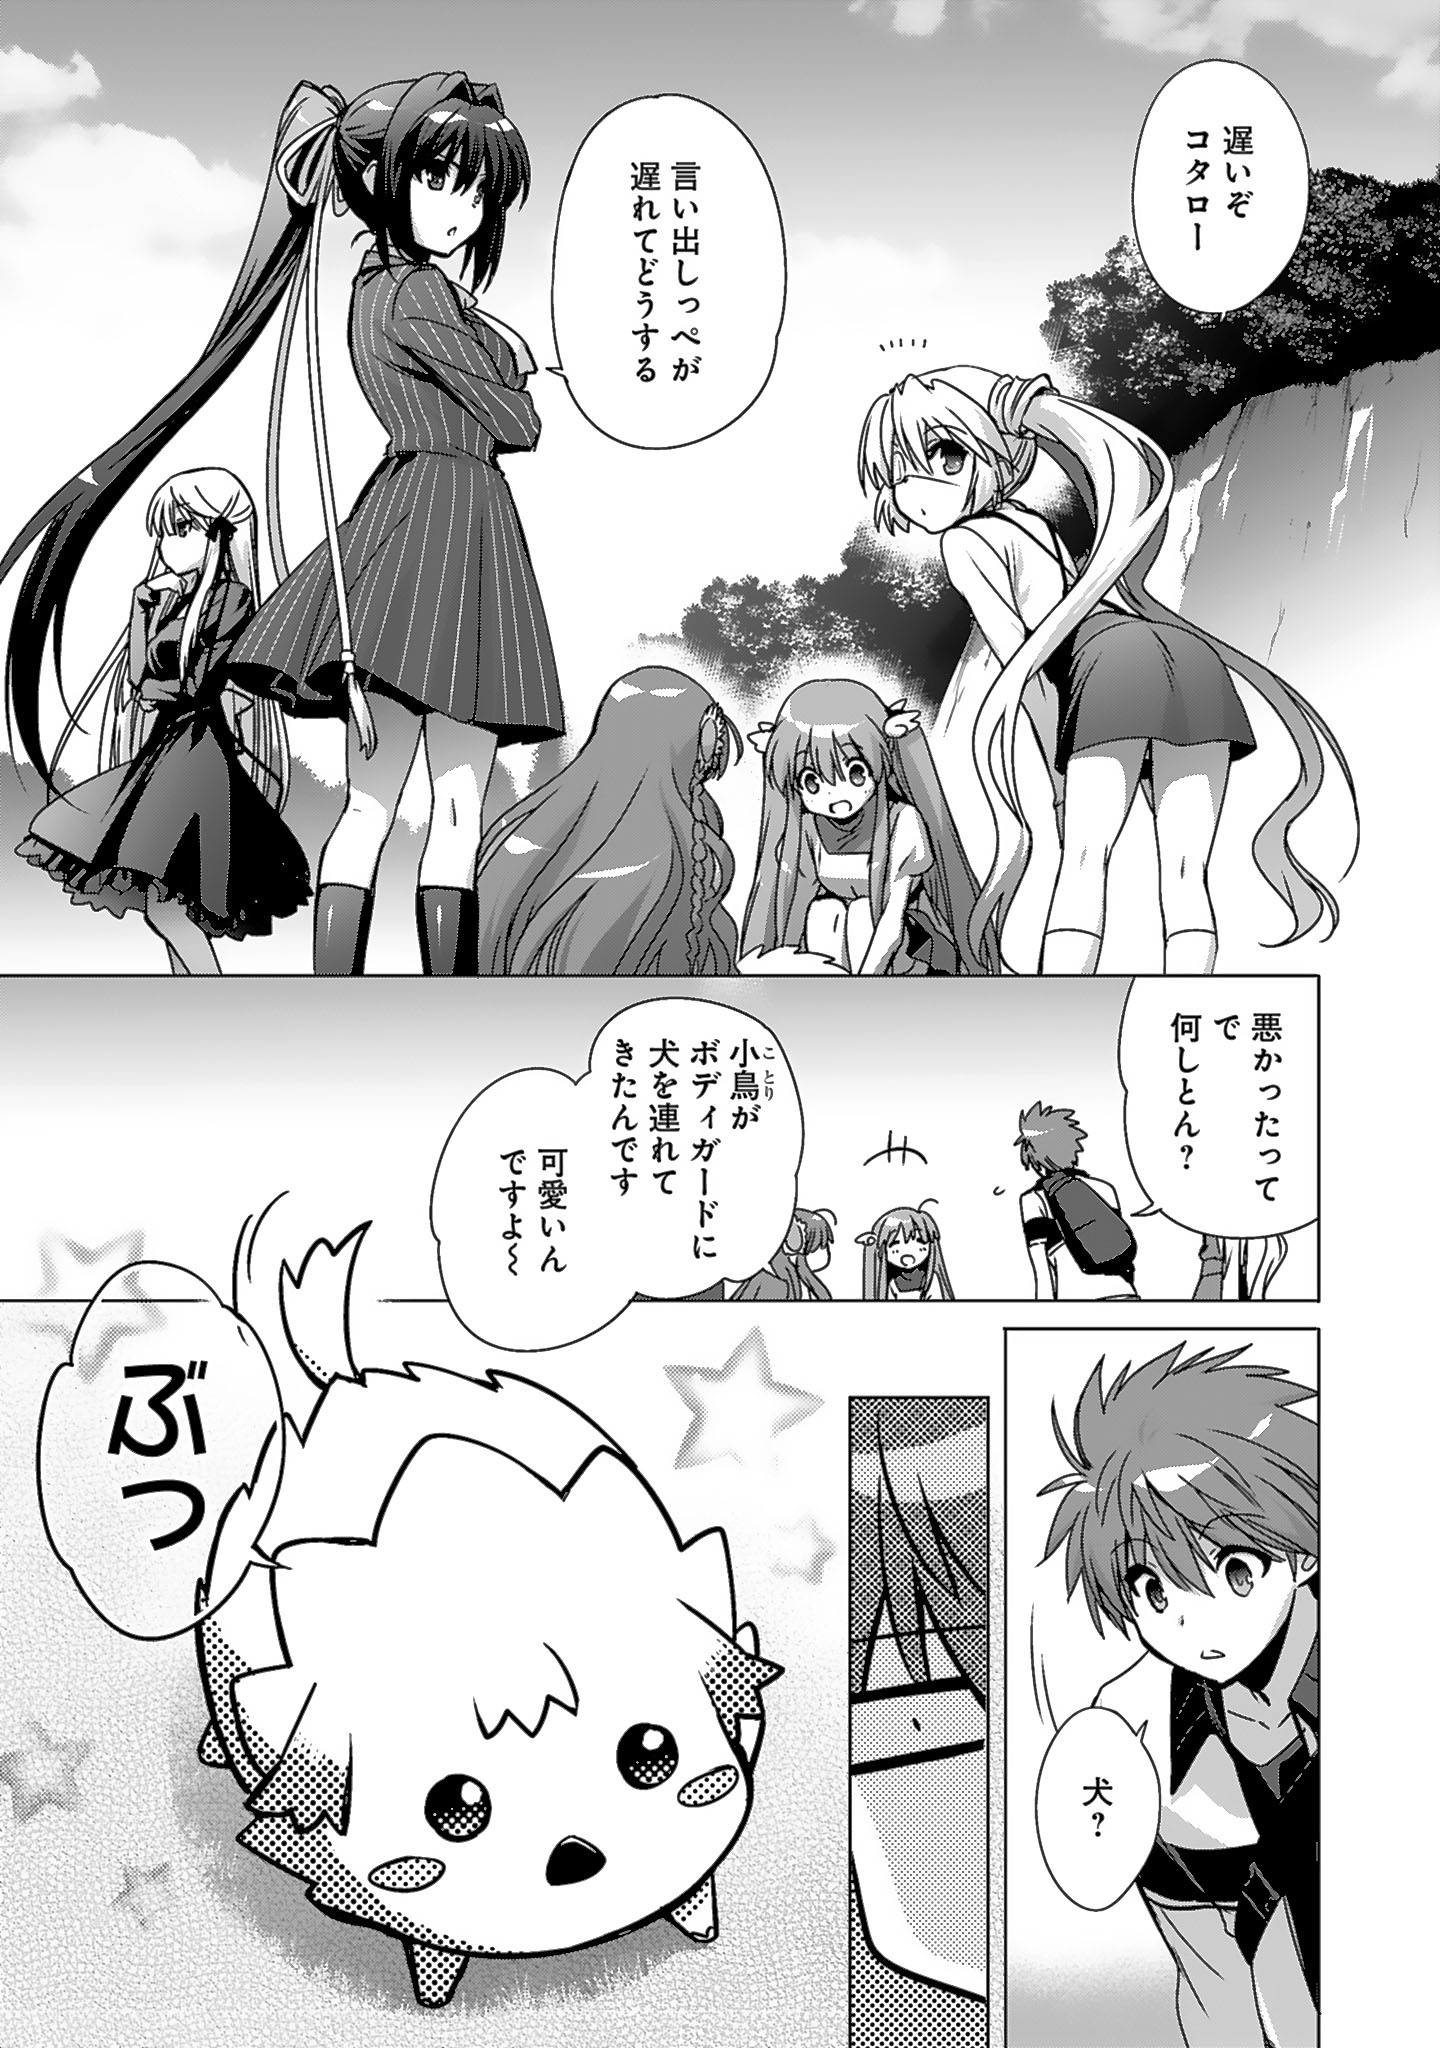 遅いぞ
コタロー
言い出しっぺが
遅れてどうする
悪かったって
で
何しとん？
小鳥が
ことり
ボディガードに
犬を連れて
きたんです
可愛いん
ですよ〜
犬？
ぶっ